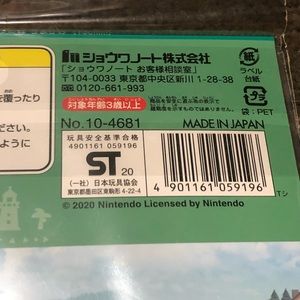 ショウワノート株式会社
「ショウワノート お客様相談室」
〒104-0033 東京都中央区新川1-28-38
0120-661-993
対象年齢3歳以上
紙
ラベル
台紙
袋：PET
を覆ったり
ださい。
ように
No.10-4681
MADE IN JAPAN
玩具安全基準合格
4901161 059196
ST 20
(一社)日本玩具協会
東京都墨田区東駒形4-22-4
4 901161 059196
© 2020 Nintendo Licensed by Nintendo